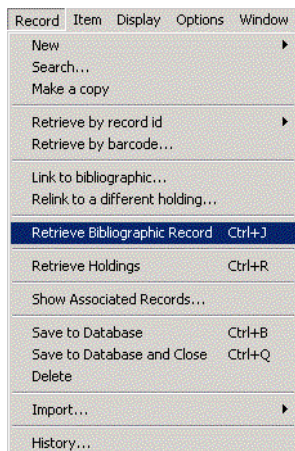 Record Item Display Options Window
New
Search...
Make a copy
Retrieve by record id
Retrieve by barcode...
Link to bibliographic...
Relink to a different holding...
Retrieve Bibliographic Record Ctrl+J
Retrieve Holdings Ctrl+R
Show Associated Records...
Save to Database Ctrl+B
Save to Database and Close Ctrl+Q
Delete
Import...
History...